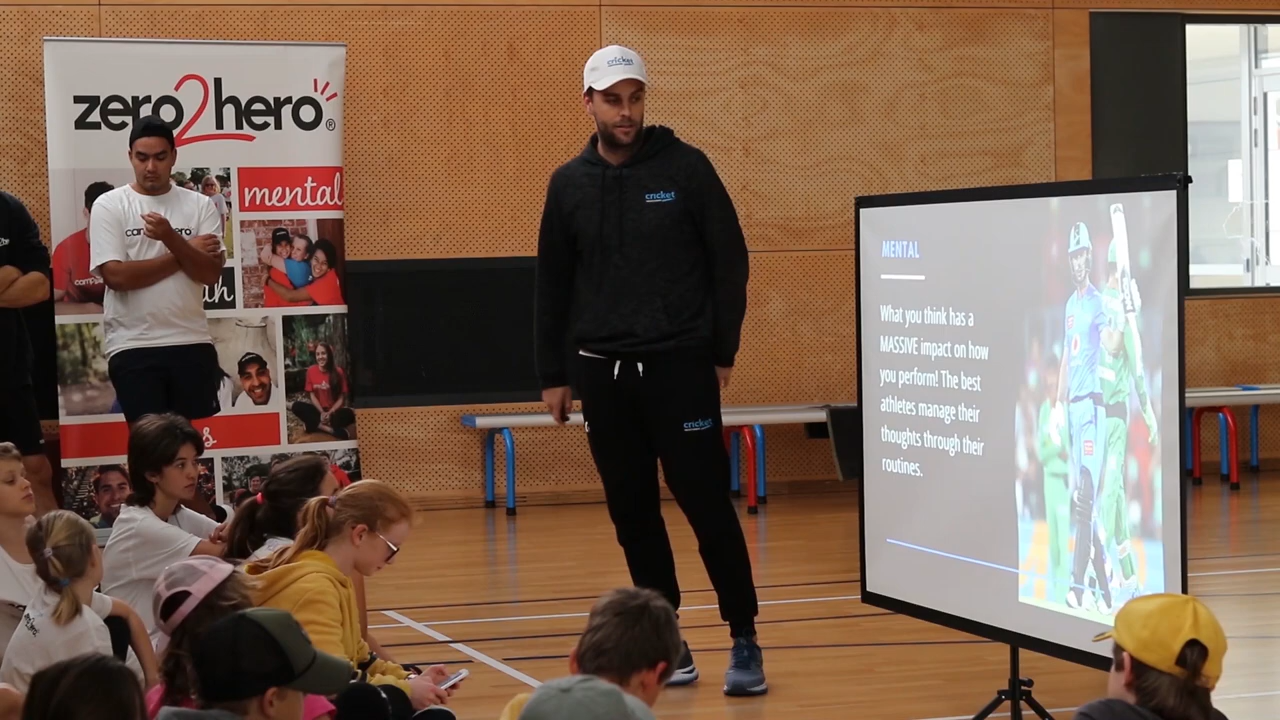 zero2hero®
mental
cricket
cricket
cricket
MENTAL
What you think has a
MASSIVE impact on how
you perform! The best
athletes manage their
thoughts through their
routines.